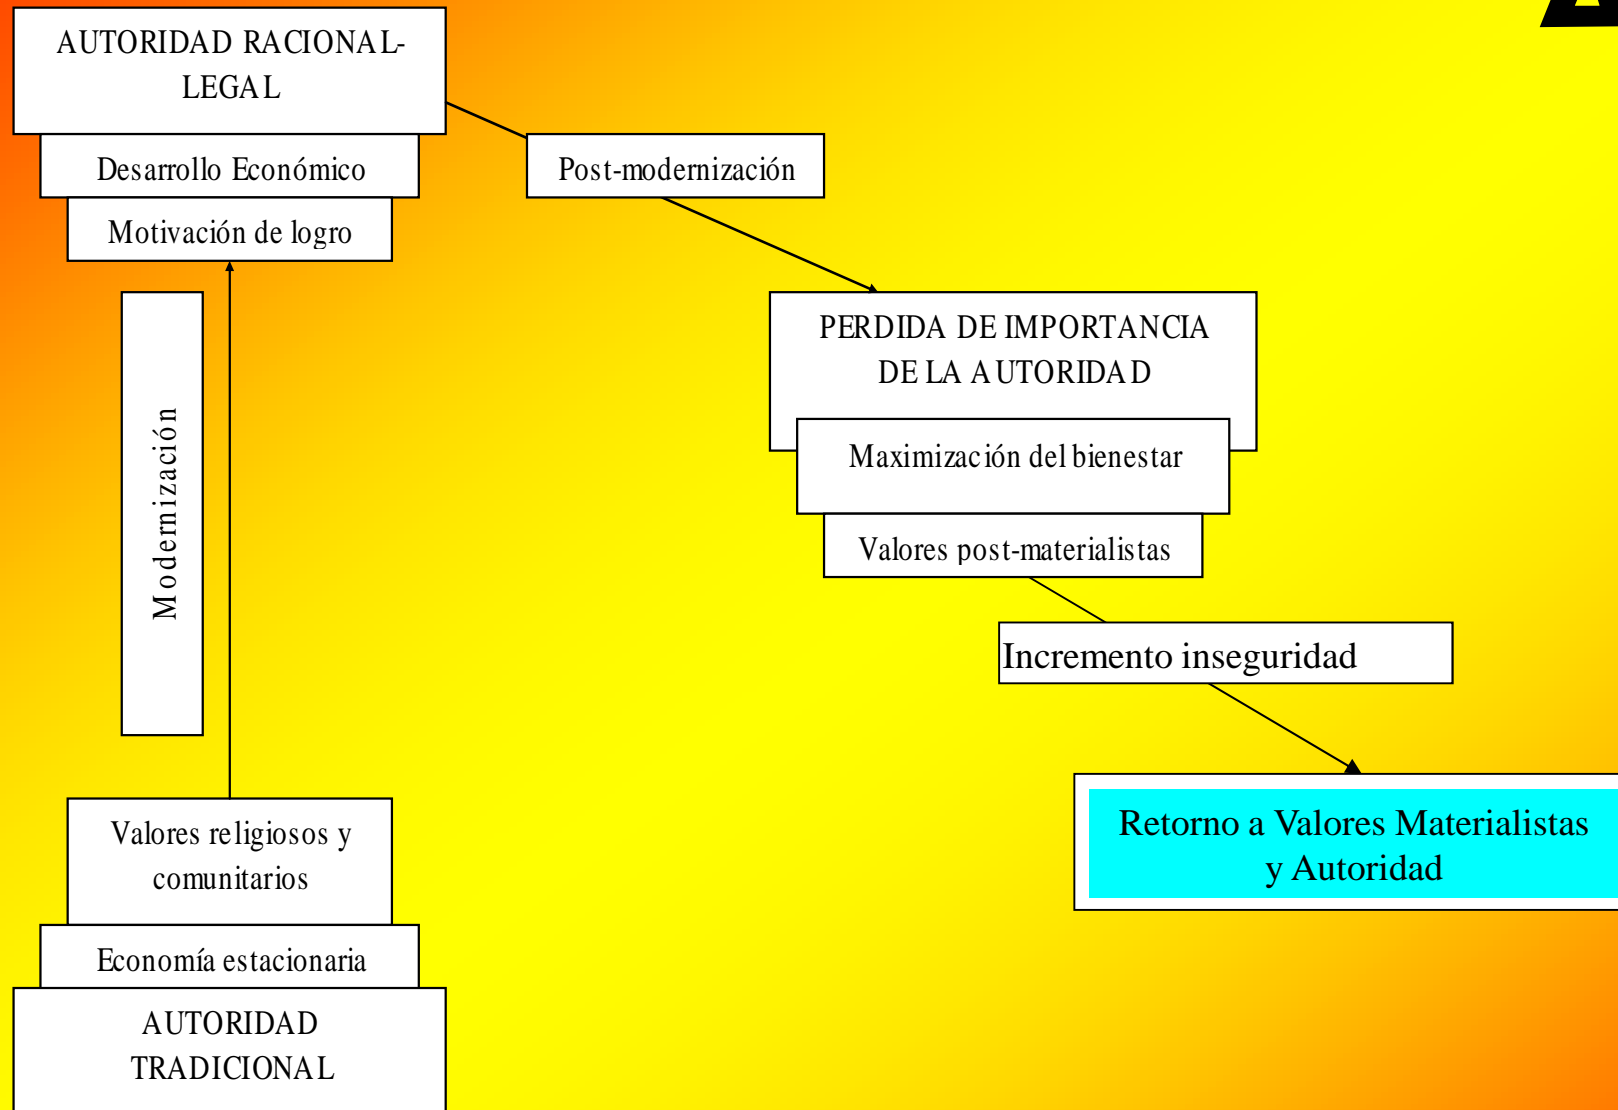 AUTORIDAD RACIONAL-
LEGAL
Desarrollo Económico
Motivación de logro
Post-modernización
Modernización
PERDIDA DE IMPORTANCIA
DE LA AUTORIDAD
Maximización del bienestar
Valores post-materialistas
Incremento inseguridad
Retorno a Valores Materialistas
y Autoridad
Valores religiosos y
comunitarios
Economía estacionaria
AUTORIDAD
TRADICIONAL